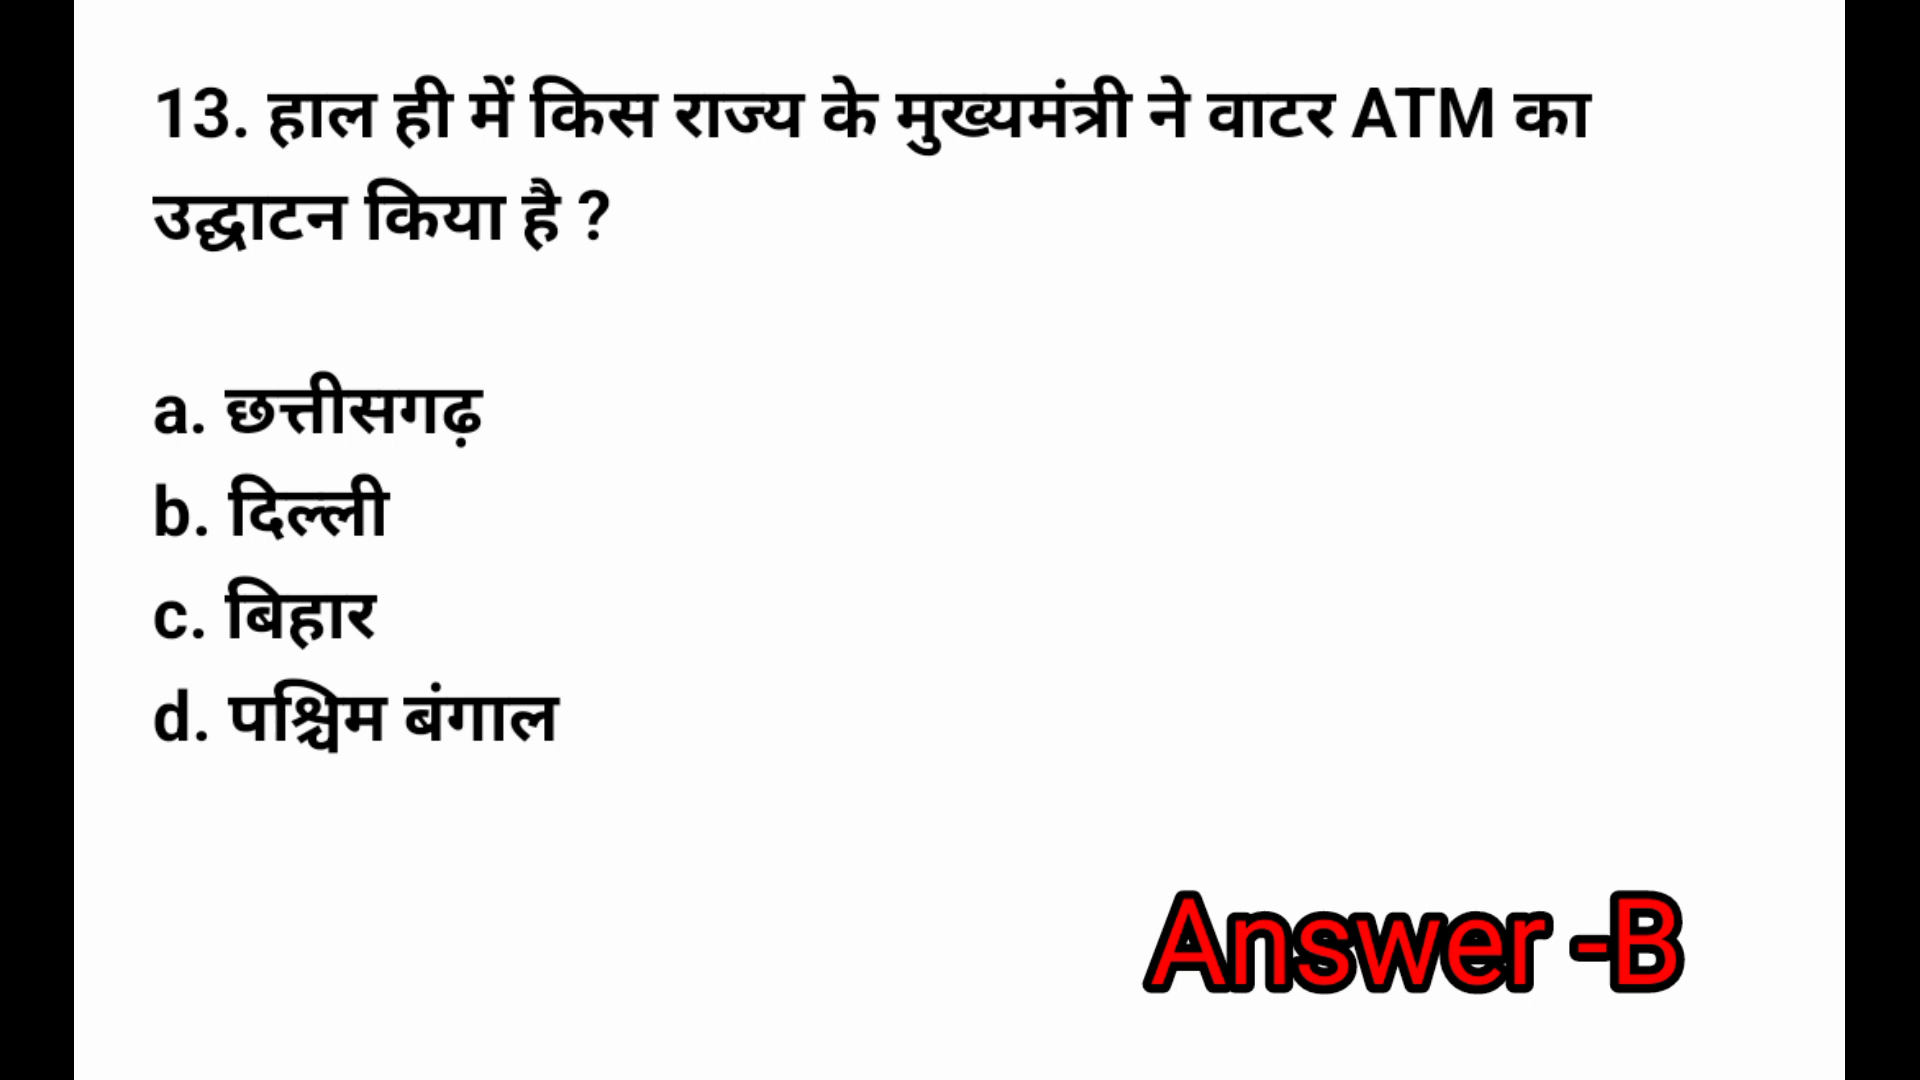 13. हाल ही में किस राज्य के मुख्यमंत्री ने वाटर ATM का
उद्घाटन किया है ?
a. छत्तीसगढ़
b. दिल्ली
c. बिहार
d. पश्चिम बंगाल
Answer -B